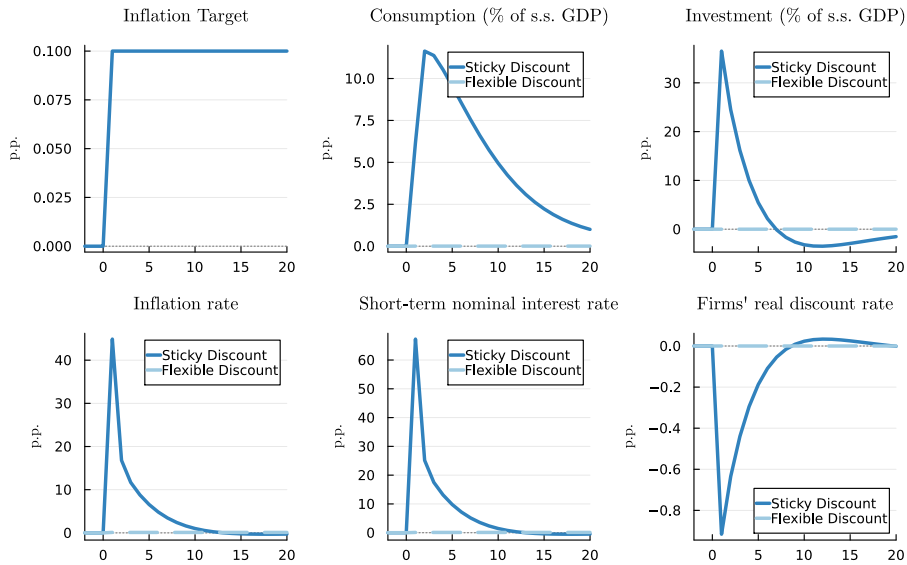 Inflation Target
Consumption (% of s.s. GDP)
Investment (% of s.s. GDP)
p.p.
0.100
0.075
0.050
0.025
0.000
0 5 10 15 20
p.p.
10.0
7.5
5.0
2.5
0.0
Sticky Discount
Flexible Discount
0 5 10 15 20
p.p.
30
20
10
0
Sticky Discount
Flexible Discount
0 5 10 15 20
Inflation rate
Short-term nominal interest rate
Firms' real discount rate
p.p.
40
30
20
10
0
Sticky Discount
Flexible Discount
0 5 10 15 20
p.p.
60
50
40
30
20
10
0
Sticky Discount
Flexible Discount
0 5 10 15 20
p.p.
0.0
−0.2
−0.4
−0.6
−0.8
Sticky Discount
Flexible Discount
0 5 10 15 20